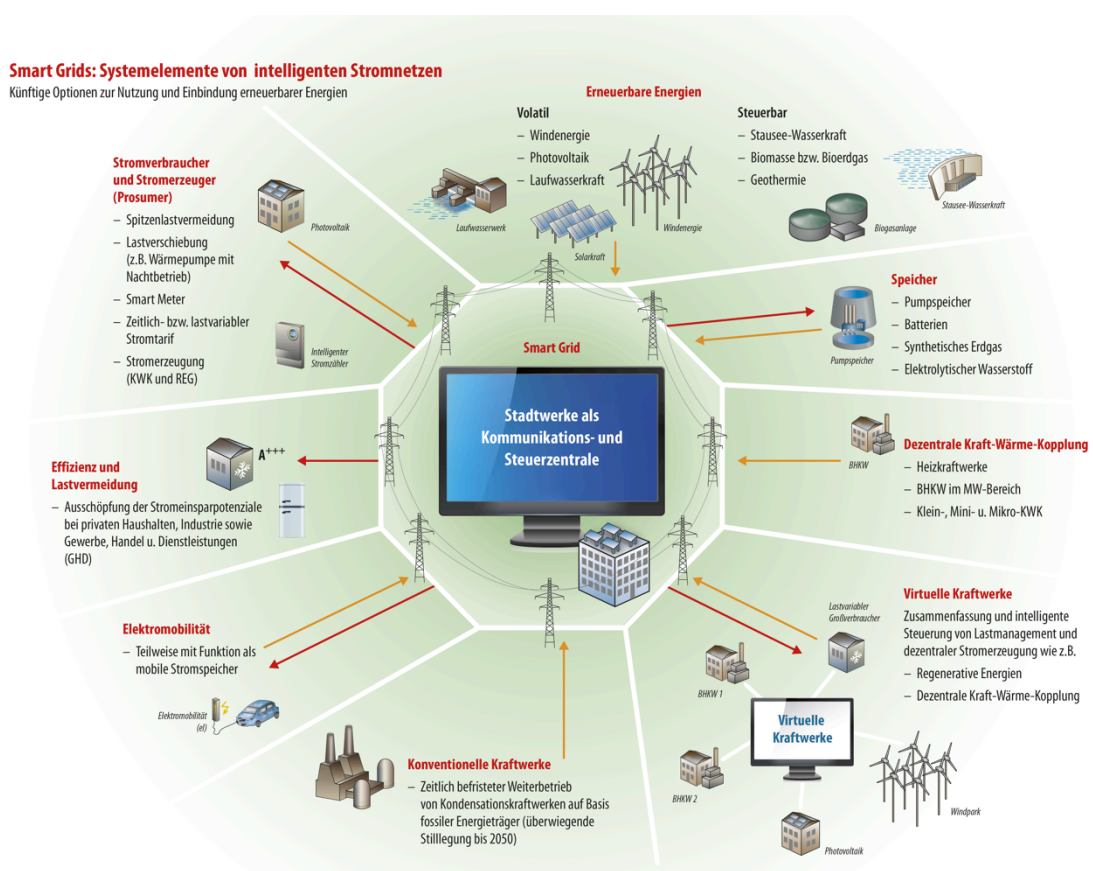 Smart Grids: Systemelemente von intelligenten Stromnetzen
Künftige Optionen zur Nutzung und Einbindung erneuerbarer Energien
Erneuerbare Energien
Volatil
– Windenergie
– Photovoltaik
– Laufwasserkraft
Steuerbar
– Stausee-Wasserkraft
– Biomasse bzw. Bioerdgas
– Geothermie
Laufwasserwerk
Solarkraft
Windenergie
Biogasanlage
Stausee-Wasserkraft
Stromverbraucher
und Stromerzeuger
(Prosumer)
– Spitzenlastvermeidung
– Lastverschiebung
(z.B. Wärmepumpe mit
Nachtbetrieb)
– Smart Meter
– Zeitlich- bzw. lastvariabler
Stromtarif
– Stromerzeugung
(KWK und REG)
Photovoltaik
Intelligenter
Stromzähler
Speicher
– Pumpspeicher
– Batterien
– Synthetisches Erdgas
– Elektrolytischer Wasserstoff
Pumpspeicher
Smart Grid
Stadtwerke als
Kommunikations- und
Steuerzentrale
Effizienz und
Lastvermeidung
– Ausschöpfung der Stromeinsparpotenziale
bei privaten Haushalten, Industrie sowie
Gewerbe, Handel u. Dienstleistungen
(GHD)
A+++
BHKW
Dezentrale Kraft-Wärme-Kopplung
– Heizkraftwerke
– BHKW im MW-Bereich
– Klein-, Mini- u. Mikro-KWK
Elektromobilität
– Teilweise mit Funktion als
mobile Stromspeicher
Elektromobilität
(el)
Konventionelle Kraftwerke
– Zeitlich befristeter Weiterbetrieb
von Kondensationskraftwerken auf Basis
fossiler Energieträger (überwiegende
Stilllegung bis 2050)
Virtuelle Kraftwerke
Zusammenfassung und intelligente
Steuerung von Lastmanagement und
dezentraler Stromerzeugung wie z.B.
– Regenerative Energien
– Dezentrale Kraft-Wärme-Kopplung
Lastvariabler
Großverbraucher
BHKW 1
Virtuelle
Kraftwerke
BHKW 2
Windpark
Photovoltaik